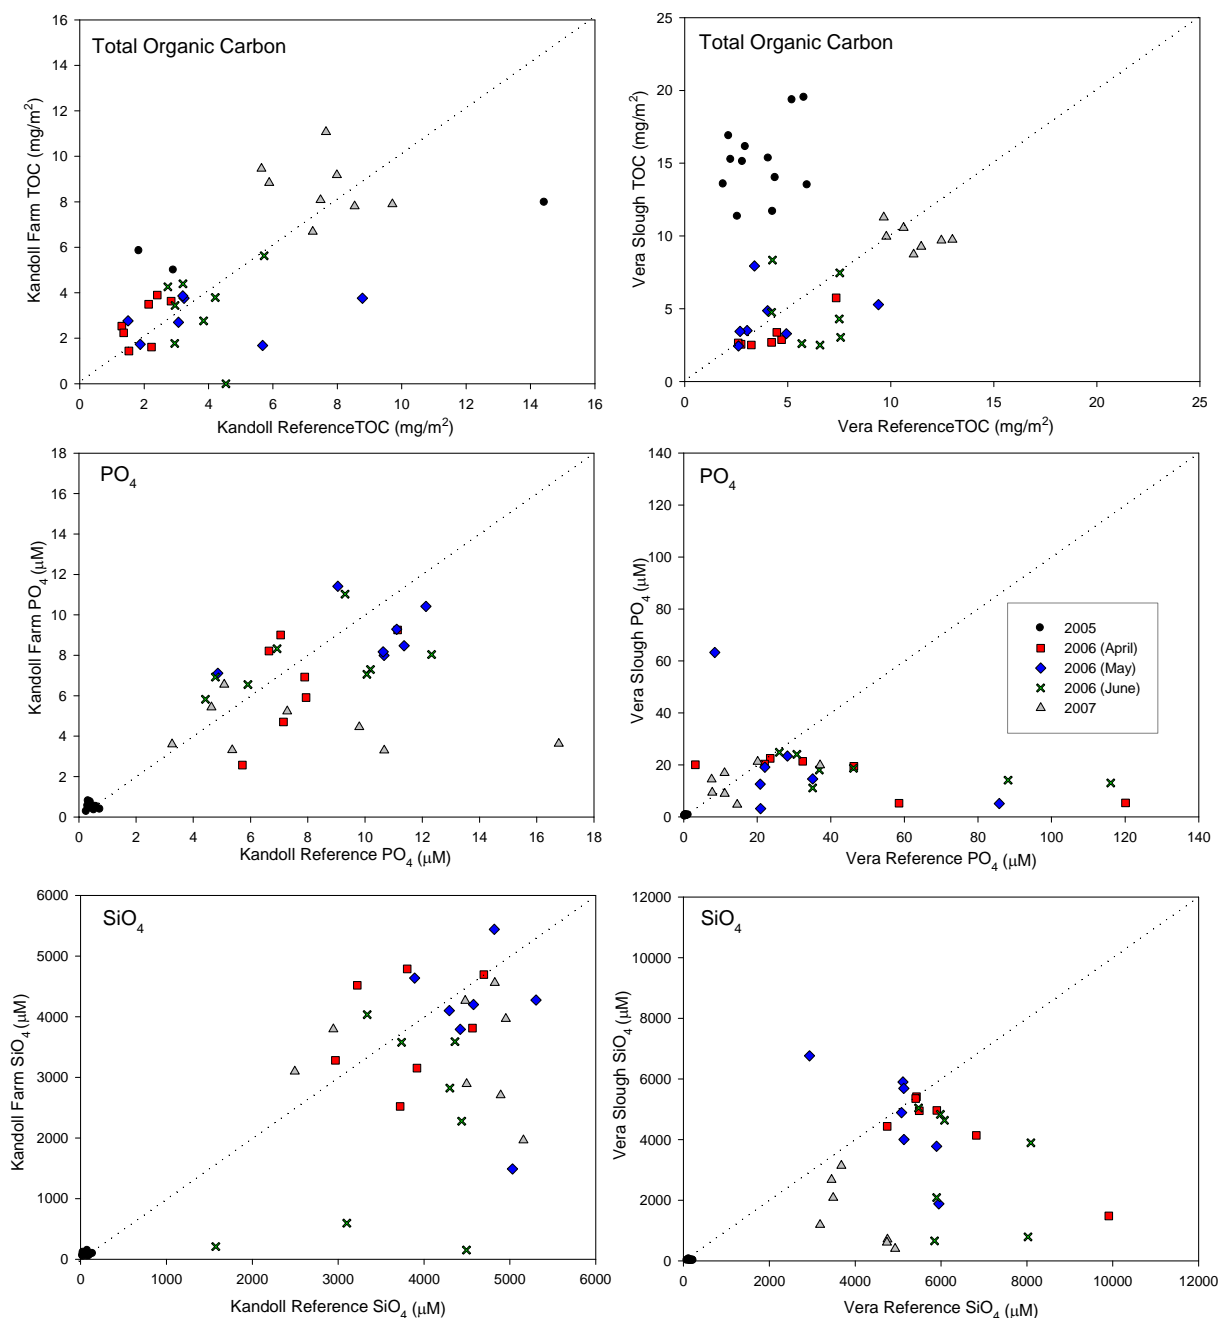 Total Organic Carbon
Kandoll Farm TOC (mg/m²)
16
14
12
10
8
6
4
2
0
0 2 4 6 8 10 12 14 16
Kandoll ReferenceTOC (mg/m²)
Total Organic Carbon
Vera Slough TOC (mg/m²)
25
20
15
10
5
0
0 5 10 15 20 25
Vera ReferenceTOC (mg/m²)
PO₄
Kandoll Farm PO₄ (μM)
18
16
14
12
10
8
6
4
2
0
0 2 4 6 8 10 12 14 16 18
Kandoll Reference PO₄ (μM)
PO₄
Vera Slough PO₄ (μM)
140
120
100
80
60
40
20
0
0 20 40 60 80 100 120 140
Vera Reference PO₄ (μM)
2005
2006 (April)
2006 (May)
2006 (June)
2007
SiO₄
Kandoll Farm SiO₄ (μM)
6000
5000
4000
3000
2000
1000
0
0 1000 2000 3000 4000 5000 6000
Kandoll Reference SiO₄ (μM)
SiO₄
Vera Slough SiO₄ (μM)
12000
10000
8000
6000
4000
2000
0
0 2000 4000 6000 8000 10000 12000
Vera Reference SiO₄ (μM)